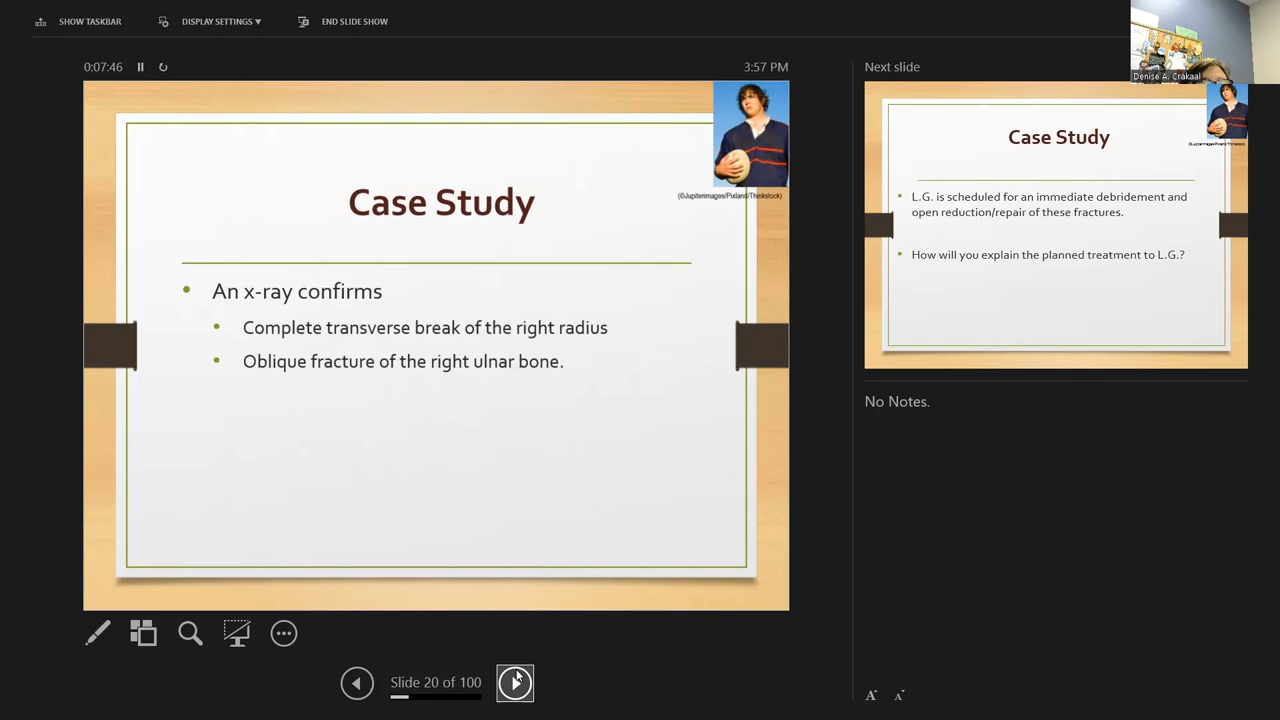 SHOW TASKBAR
DISPLAY SETTINGS ▼
END SLIDE SHOW
0:07:46
3:57 PM
(©Jupiterimages/Pixland/Thinkstock)
Case Study
• An x-ray confirms
• Complete transverse break of the right radius
• Oblique fracture of the right ulnar bone.
Slide 20 of 100
Next slide
Denise A. Crakaal
(©Jupiterimages/Pixland/Thinkstock)
Case Study
• L.G. is scheduled for an immediate debridement and
open reduction/repair of these fractures.
• How will you explain the planned treatment to L.G.?
No Notes.
A A